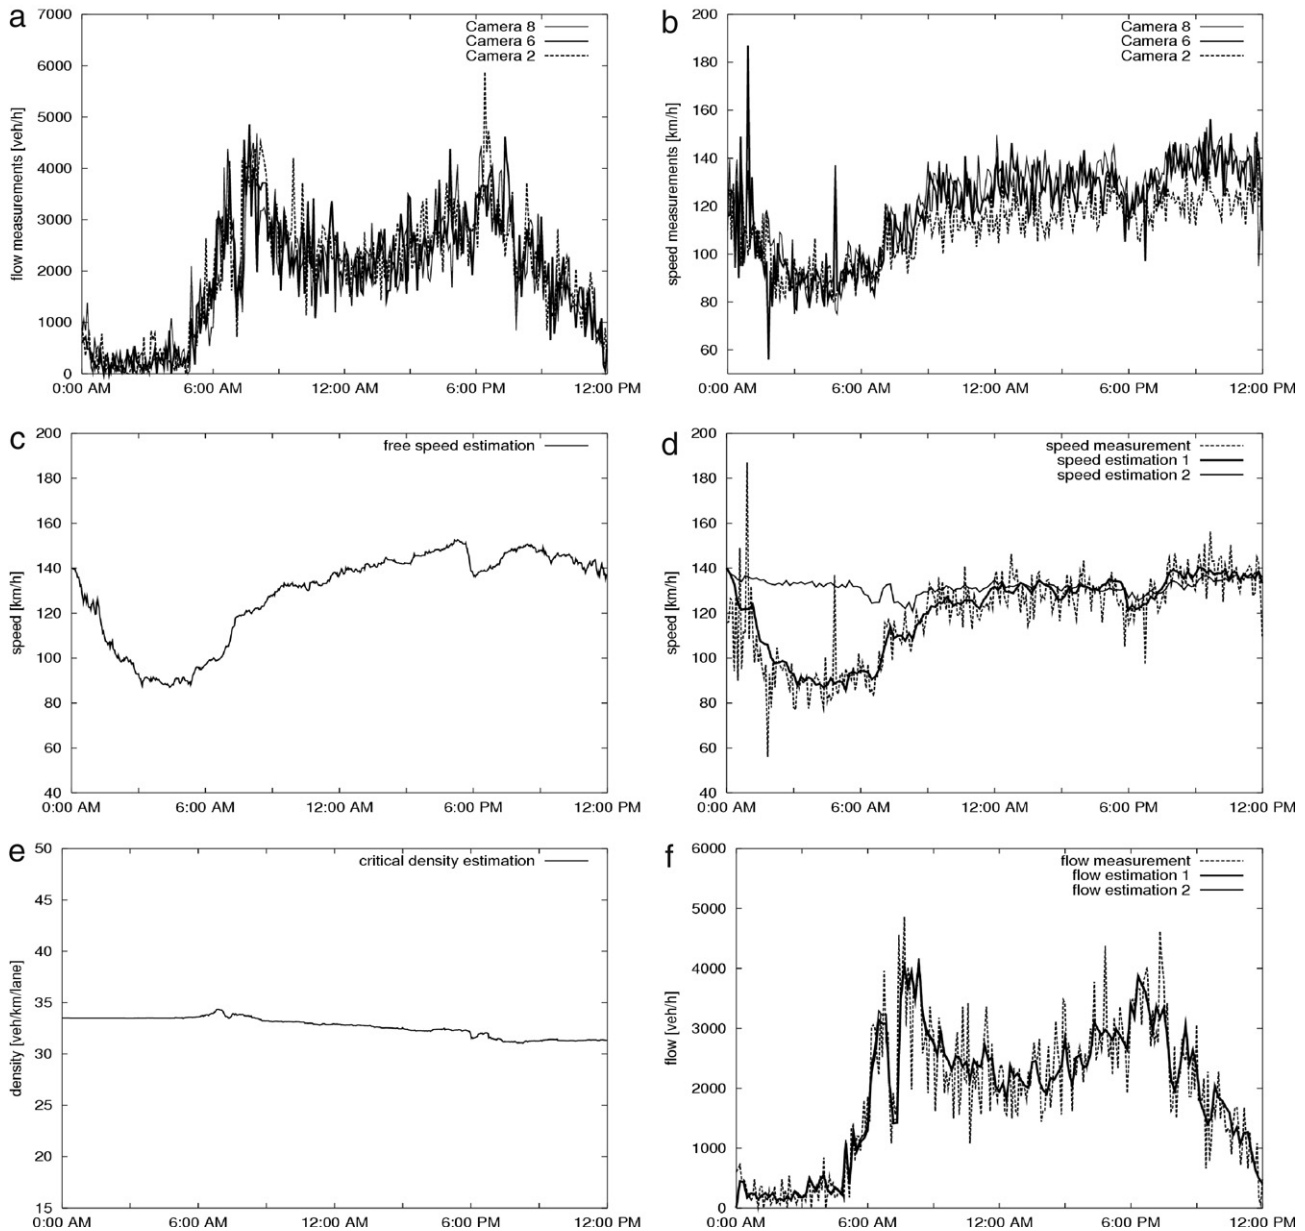 a
7000
6000
5000
4000
3000
2000
1000
0
flow measurements [veh/h]
Camera 8
Camera 6
Camera 2
0:00 AM 6:00 AM 12:00 AM 6:00 PM 12:00 PM
b
200
180
160
140
120
100
80
60
speed measurements [km/h]
Camera 8
Camera 6
Camera 2
0:00 AM 6:00 AM 12:00 AM 6:00 PM 12:00 PM
c
200
180
160
140
120
100
80
60
40
speed [km/h]
free speed estimation
0:00 AM 6:00 AM 12:00 AM 6:00 PM 12:00 PM
d
200
180
160
140
120
100
80
60
40
speed [km/h]
speed measurement
speed estimation 1
speed estimation 2
0:00 AM 6:00 AM 12:00 AM 6:00 PM 12:00 PM
e
50
45
40
35
30
25
20
15
density [veh/km/lane]
critical density estimation
0:00 AM 6:00 AM 12:00 AM 6:00 PM 12:00 PM
f
6000
5000
4000
3000
2000
1000
0
flow [veh/h]
flow measurement
flow estimation 1
flow estimation 2
0:00 AM 6:00 AM 12:00 AM 6:00 PM 12:00 PM